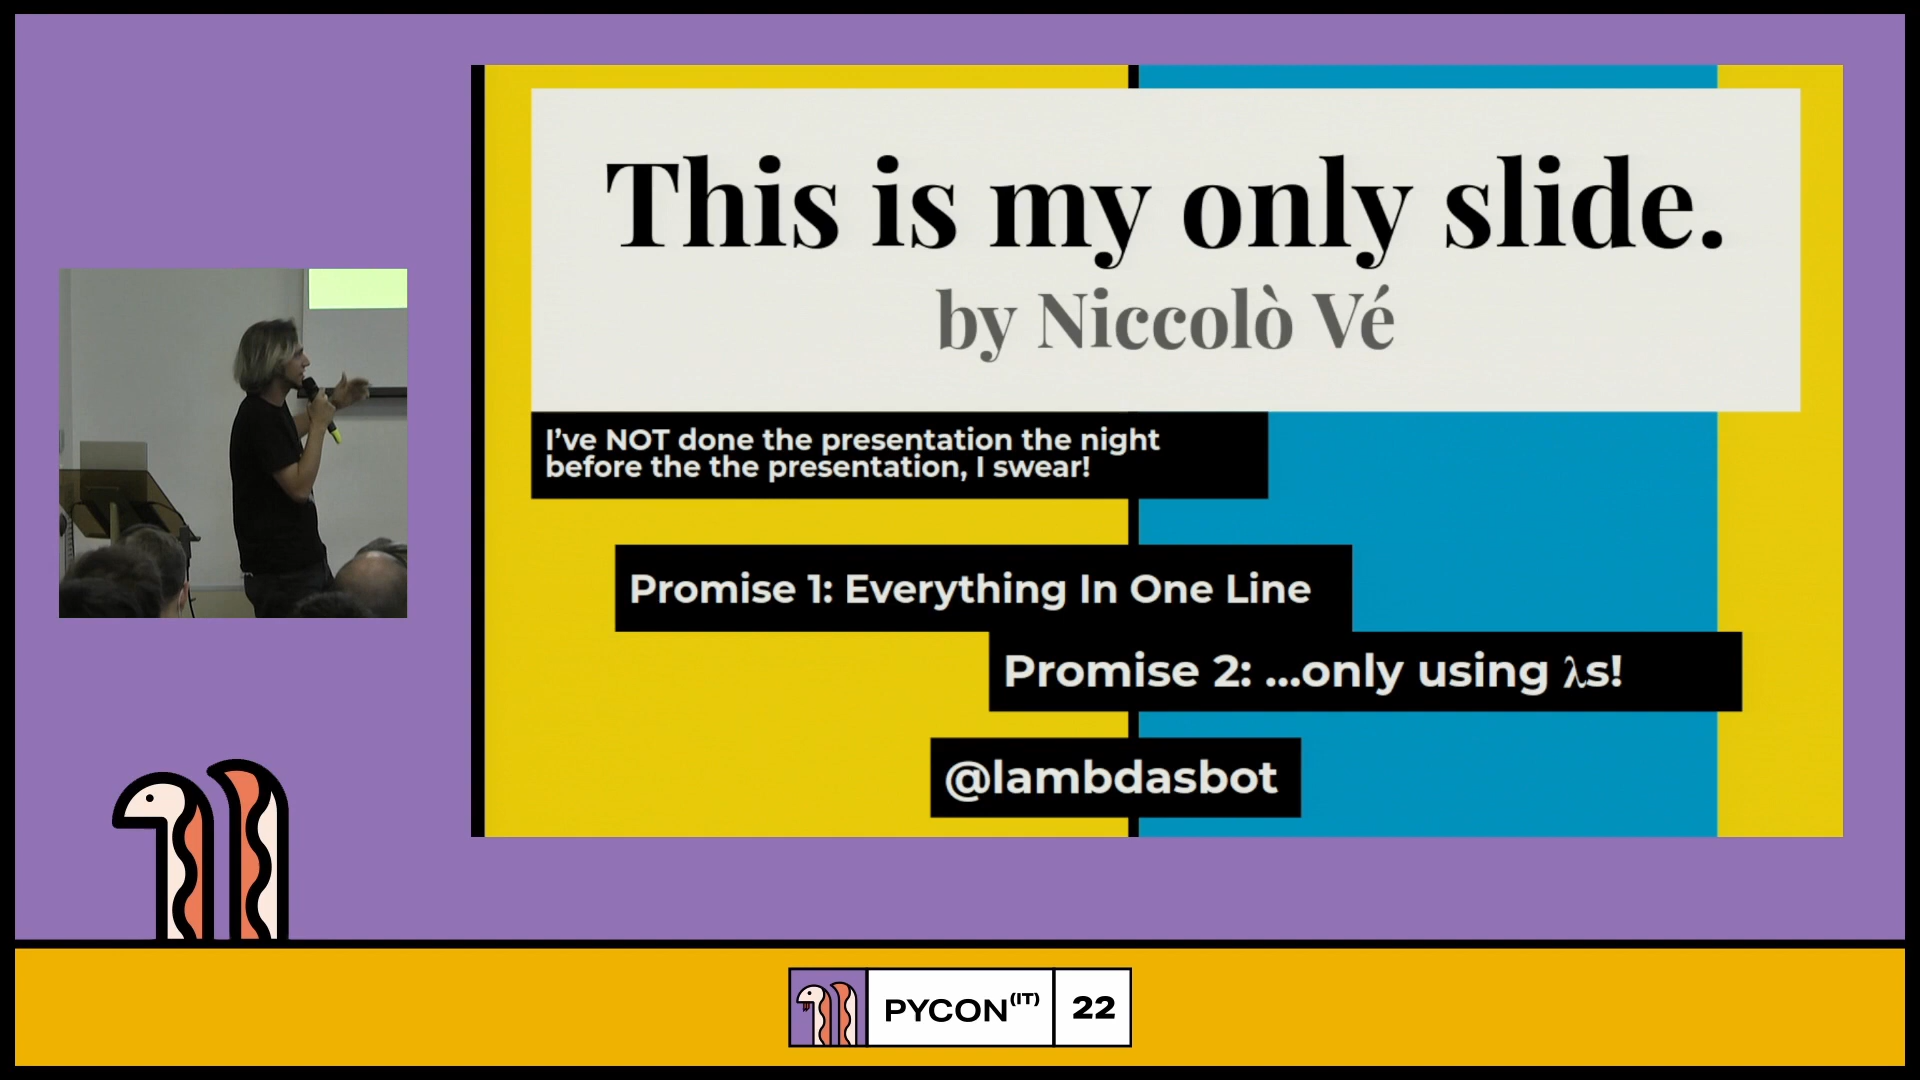 This is my only slide.
by Niccolò Vé
I've NOT done the presentation the night
before the the presentation, I swear!
Promise 1: Everything In One Line
Promise 2: ...only using λs!
@lambdasbot
PYCON(IT) 22